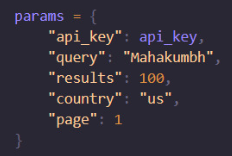 params = {
    "api_key": api_key,
    "query": "Mahakumbh",
    "results": 100,
    "country": "us",
    "page": 1
}